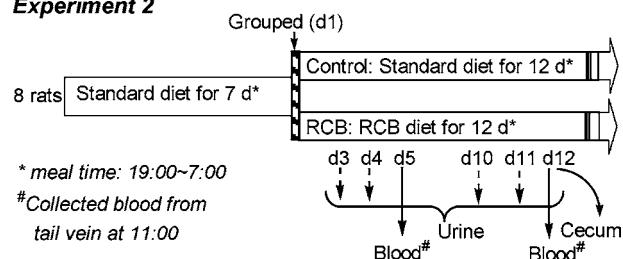 Experiment 2
Grouped (d1)
Control: Standard diet for 12 d*
8 rats
Standard diet for 7 d*
RCB: RCB diet for 12 d*
d3 d4 d5 d10 d11 d12
* meal time: 19:00~7:00
#Collected blood from
tail vein at 11:00
Urine
Cecum
Blood#
Blood#